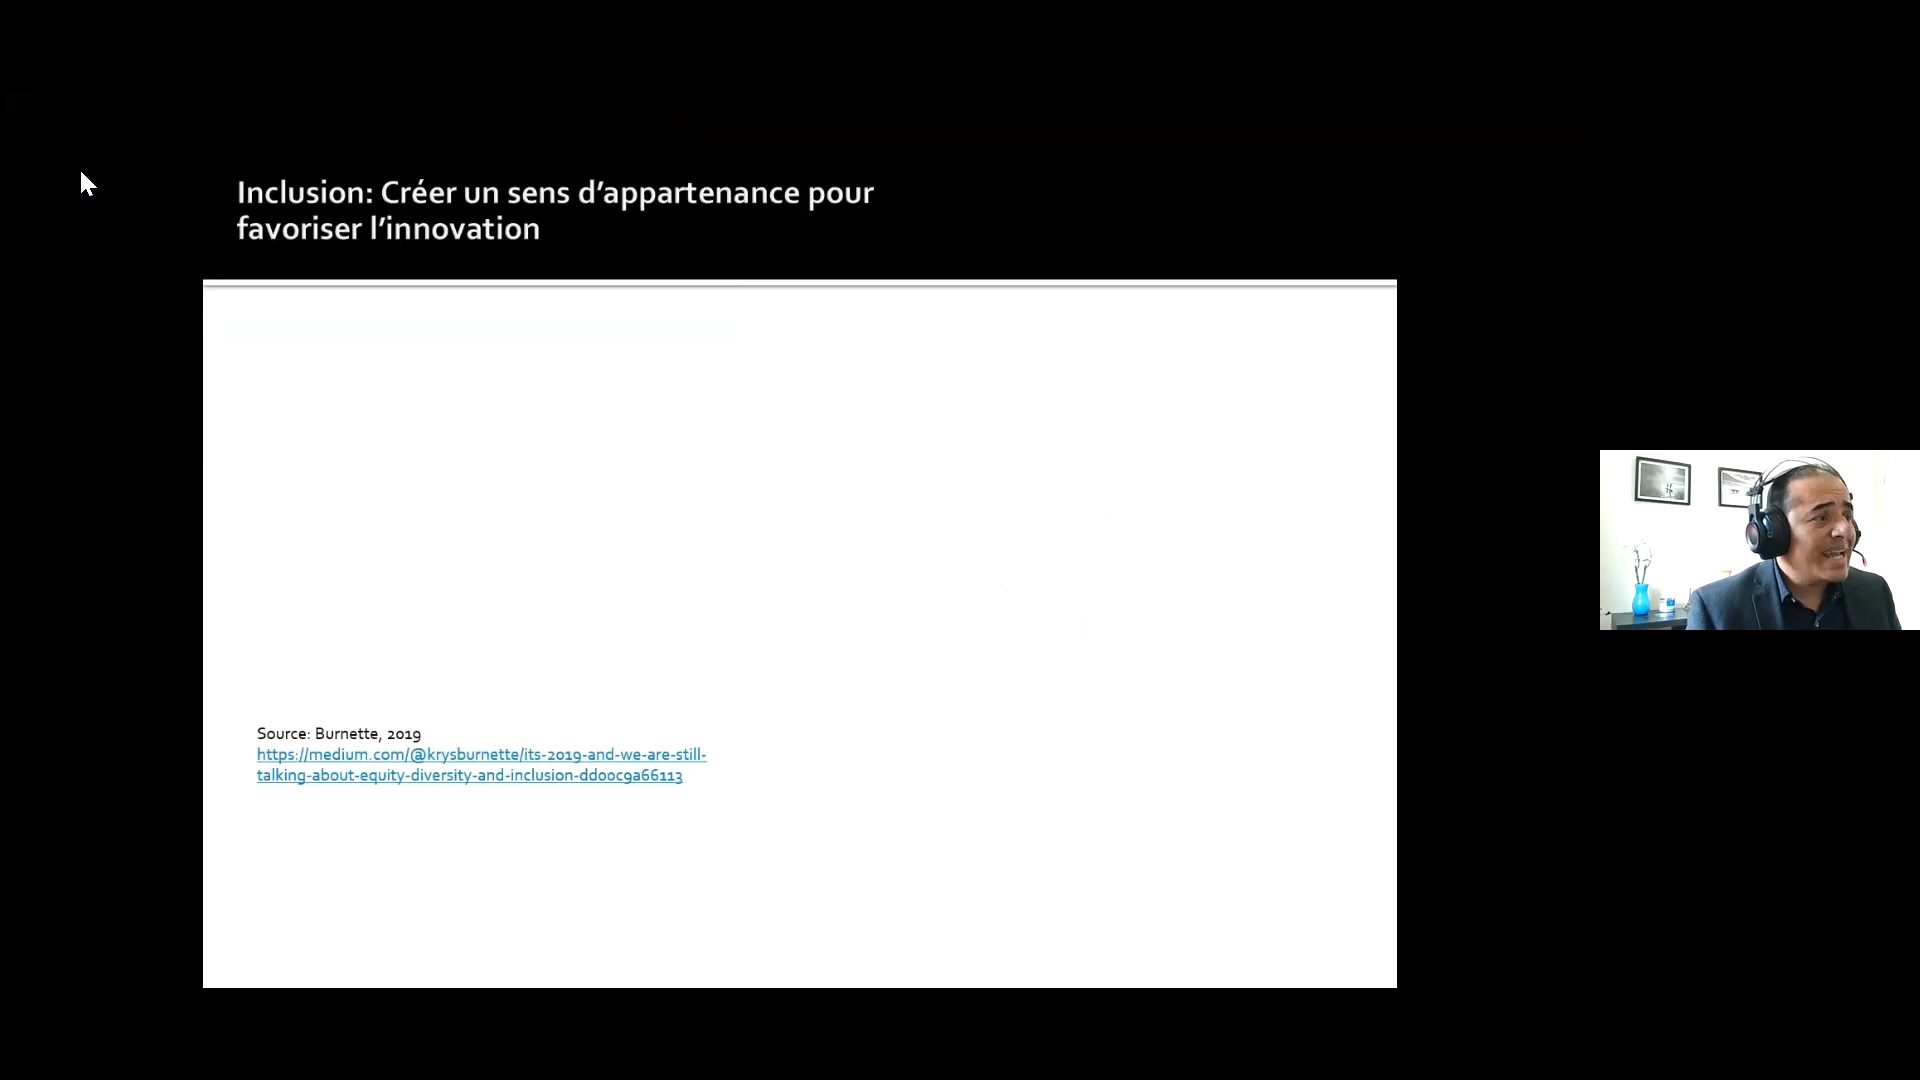 Inclusion: Créer un sens d’appartenance pour
favoriser l’innovation
Source: Burnette, 2019
https://medium.com/@krysburnette/its-2019-and-we-are-still-
talking-about-equity-diversity-and-inclusion-dd00c9a66113